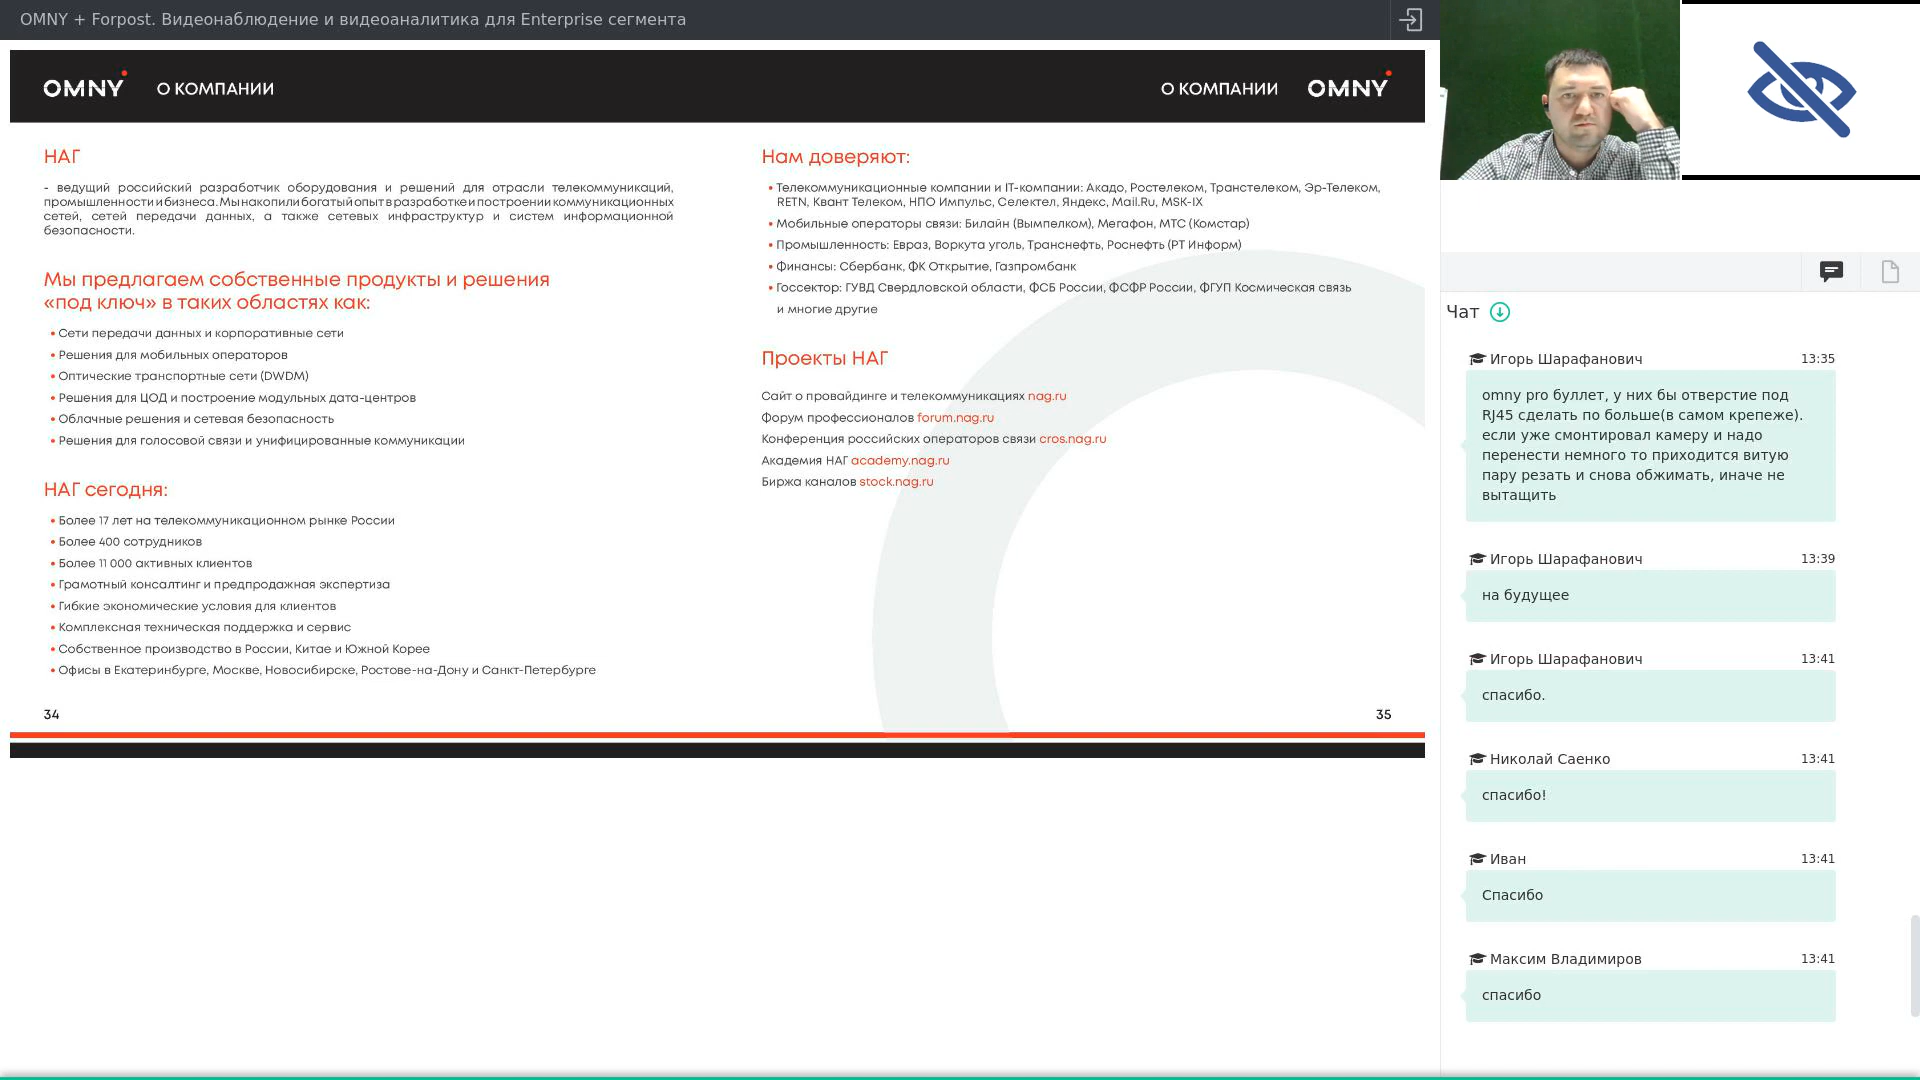 OMNY + Forpost. Видеонаблюдение и видеоаналитика для Enterprise сегмента
OMNY О КОМПАНИИ
О КОМПАНИИ OMNY
НАГ
- ведущий российский разработчик оборудования и решений для отрасли телекоммуникаций,
промышленности и бизнеса. Мы накопили богатый опыт в разработке и построении коммуникационных
сетей, сетей передачи данных, а также сетевых инфраструктур и систем информационной
безопасности.
Мы предлагаем собственные продукты и решения
«под ключ» в таких областях как:
• Сети передачи данных и корпоративные сети
• Решения для мобильных операторов
• Оптические транспортные сети (DWDM)
• Решения для ЦОД и построение модульных дата-центров
• Облачные решения и сетевая безопасность
• Решения для голосовой связи и унифицированные коммуникации
НАГ сегодня:
• Более 17 лет на телекоммуникационном рынке России
• Более 400 сотрудников
• Более 11 000 активных клиентов
• Грамотный консалтинг и предпродажная экспертиза
• Гибкие экономические условия для клиентов
• Комплексная техническая поддержка и сервис
• Собственное производство в России, Китае и Южной Корее
• Офисы в Екатеринбурге, Москве, Новосибирске, Ростове-на-Дону и Санкт-Петербурге
34
Нам доверяют:
• Телекоммуникационные компании и IT-компании: Акадо, Ростелеком, Транстелеком, Эр-Телеком,
RETN, Квант Телеком, НПО Импульс, Селектел, Яндекс, Mail.Ru, MSK-IX
• Мобильные операторы связи: Билайн (Вымпелком), Мегафон, МТС (Комстар)
• Промышленность: Евраз, Воркута уголь, Транснефть, Роснефть (РТ Информ)
• Финансы: Сбербанк, ФК Открытие, Газпромбанк
• Госсектор: ГУВД Свердловской области, ФСБ России, ФСФР России, ФГУП Космическая связь
и многие другие
Проекты НАГ
Сайт о провайдинге и телекоммуникациях nag.ru
Форум профессионалов forum.nag.ru
Конференция российских операторов связи cros.nag.ru
Академия НАГ academy.nag.ru
Биржа каналов stock.nag.ru
35
Чат
Игорь Шарафанович 13:35
omny pro буллет, у них бы отверстие под
RJ45 сделать по больше(в самом крепеже).
если уже смонтировал камеру и надо
перенести немного то приходится витую
пару резать и снова обжимать, иначе не
вытащить
Игорь Шарафанович 13:39
на будущее
Игорь Шарафанович 13:41
спасибо.
Николай Саенко 13:41
спасибо!
Иван 13:41
Спасибо
Максим Владимиров 13:41
спасибо